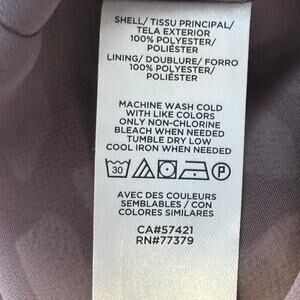 SHELL/ TISSU PRINCIPAL/
TELA EXTERIOR
100% POLYESTER/
POLIÉSTER
LINING/ DOUBLURE/ FORRO
100% POLYESTER/
POLIÉSTER
MACHINE WASH COLD
WITH LIKE COLORS
ONLY NON-CHLORINE
BLEACH WHEN NEEDED
TUMBLE DRY LOW
COOL IRON WHEN NEEDED
30 P
AVEC DES COULEURS
SEMBLABLES / CON
COLORES SIMILARES
CA#57421
RN#77379